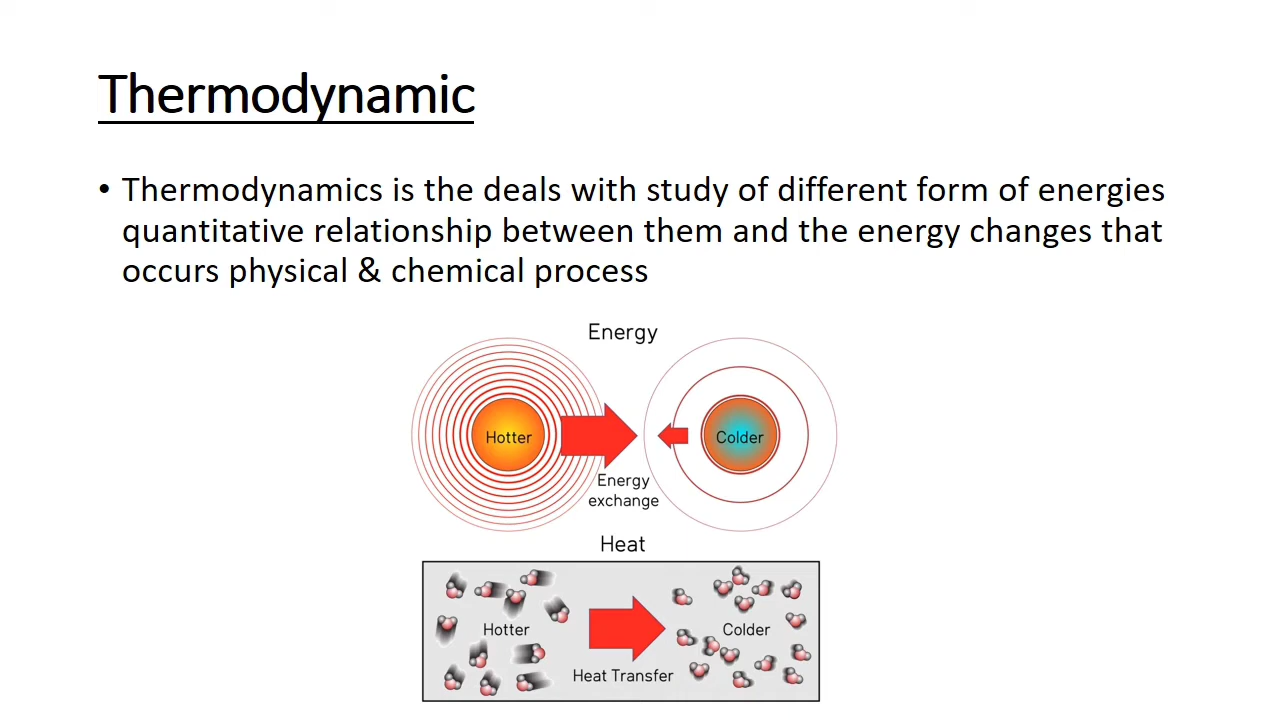 Thermodynamic
• Thermodynamics is the deals with study of different form of energies
quantitative relationship between them and the energy changes that
occurs physical & chemical process
Energy
Hotter
Colder
Energy
exchange
Heat
Hotter
Colder
Heat Transfer